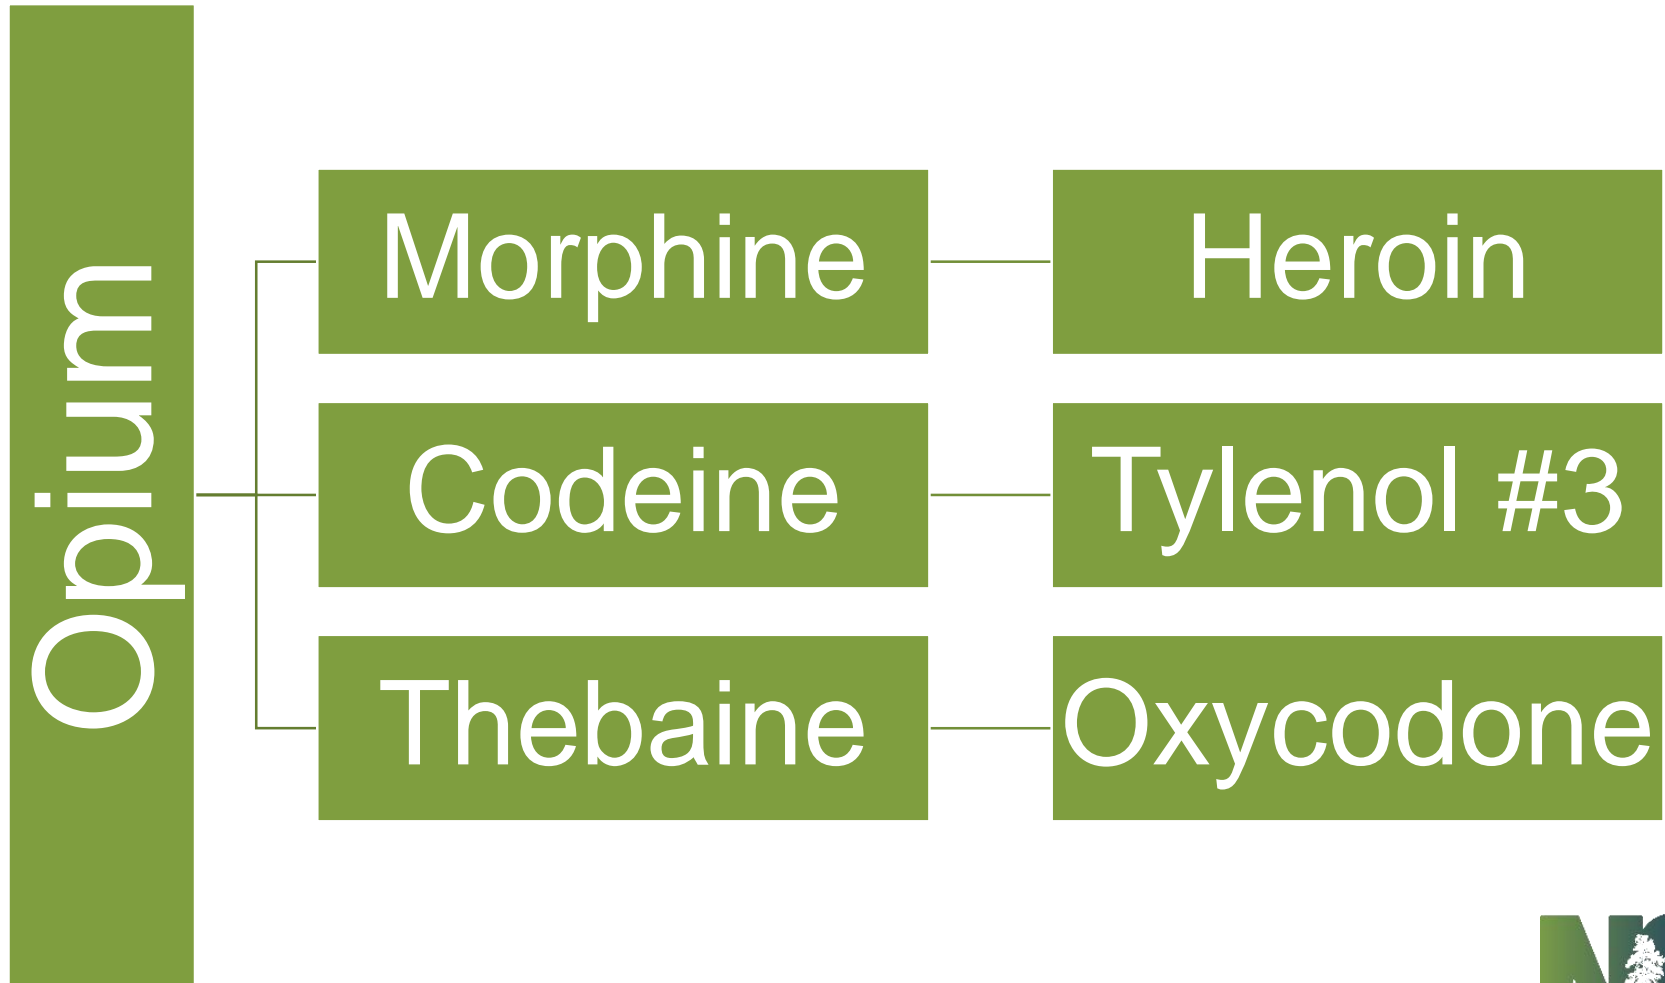 Opium
Morphine
Heroin
Codeine
Tylenol #3
Thebaine
Oxycodone